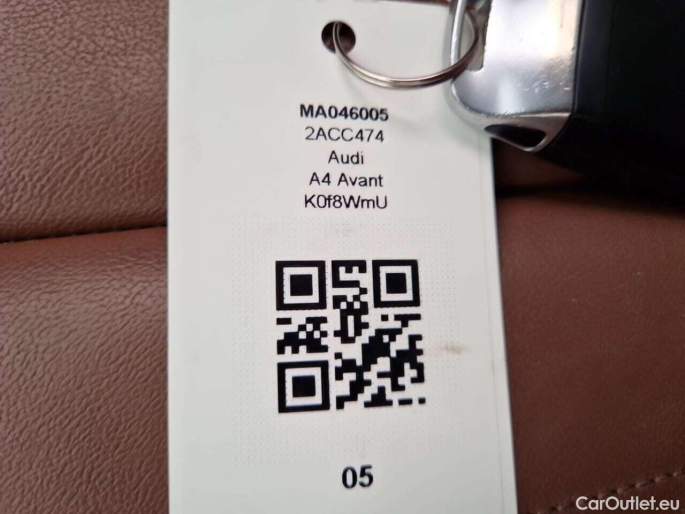 MA046005
2ACC474
Audi
A4 Avant
K0f8WmU
05
CarOutlet.eu